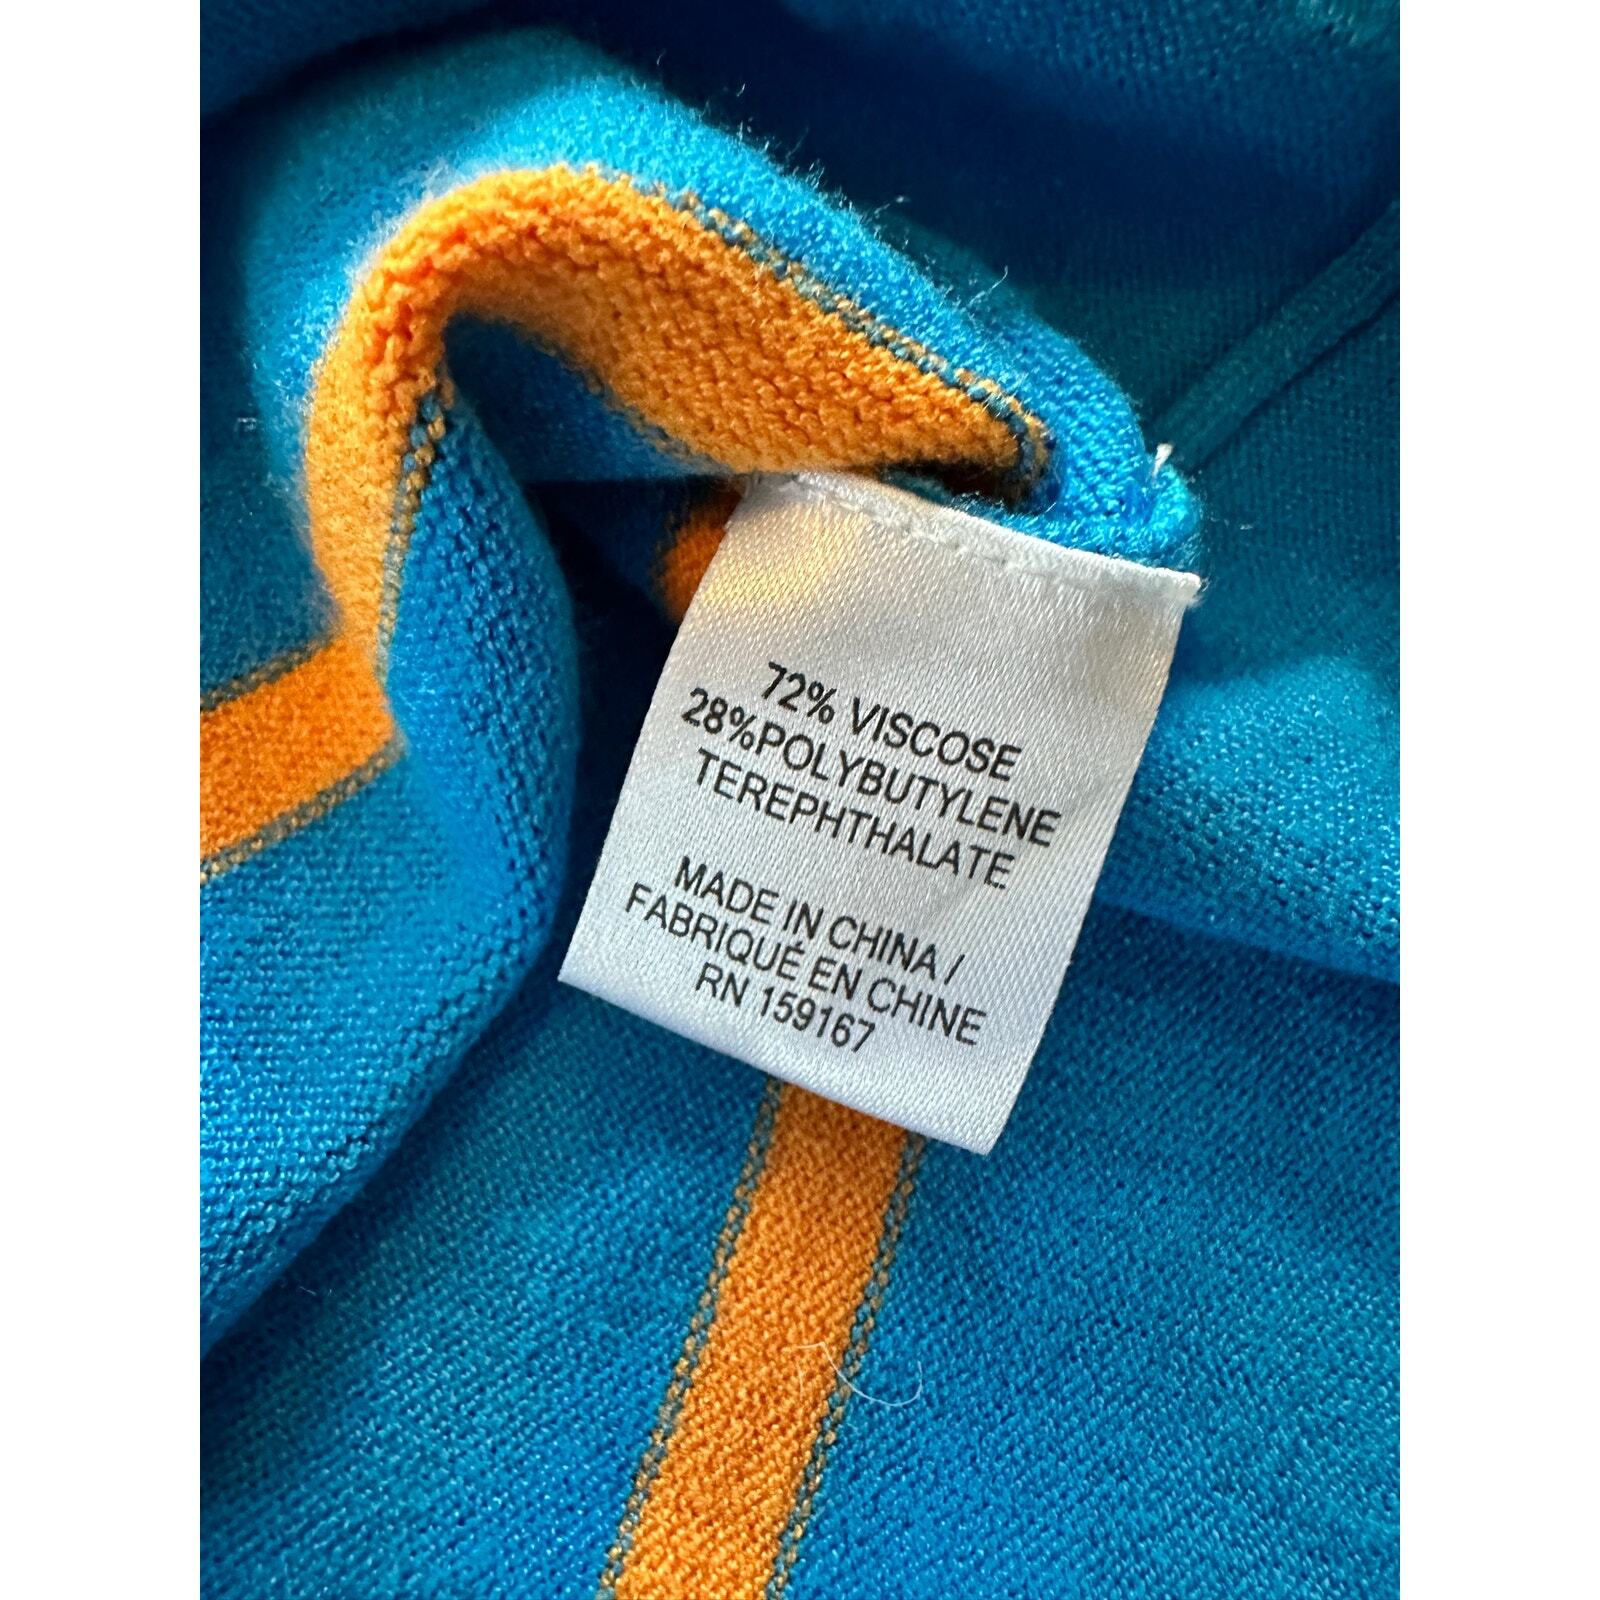 72% VISCOSE
28%POLYBUTYLENE
TEREPHTHALATE
MADE IN CHINA /
FABRIQUÉ EN CHINE
RN 159167